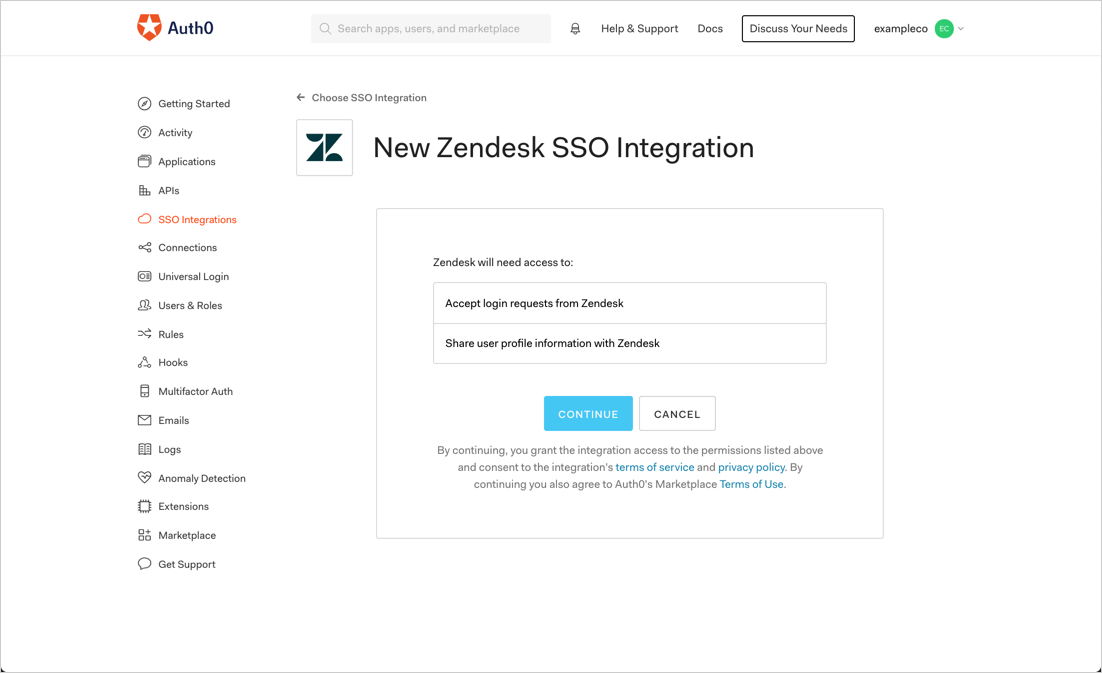 Auth0
Search apps, users, and marketplace
Help & Support
Docs
Discuss Your Needs
exampleco
EC
Getting Started
Activity
Applications
APIs
SSO Integrations
Connections
Universal Login
Users & Roles
Rules
Hooks
Multifactor Auth
Emails
Logs
Anomaly Detection
Extensions
Marketplace
Get Support
Choose SSO Integration
New Zendesk SSO Integration
Zendesk will need access to:
Accept login requests from Zendesk
Share user profile information with Zendesk
CONTINUE
CANCEL
By continuing, you grant the integration access to the permissions listed above
and consent to the integration's terms of service and privacy policy. By
continuing you also agree to Auth0's Marketplace Terms of Use.